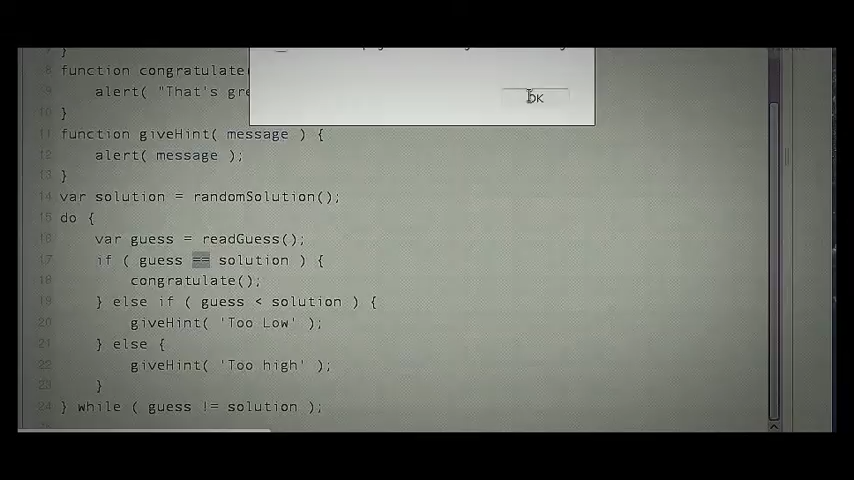 }
8 function congratulate(
9 alert( "That's gre
10 }
11 function giveHint( message ) {
12 alert( message );
13 }
14 var solution = randomSolution();
15 do {
16 var guess = readGuess();
17 if ( guess == solution ) {
18 congratulate();
19 } else if ( guess < solution ) {
20 giveHint( 'Too Low' );
21 } else {
22 giveHint( 'Too high' );
23 }
24 } while ( guess != solution );
OK